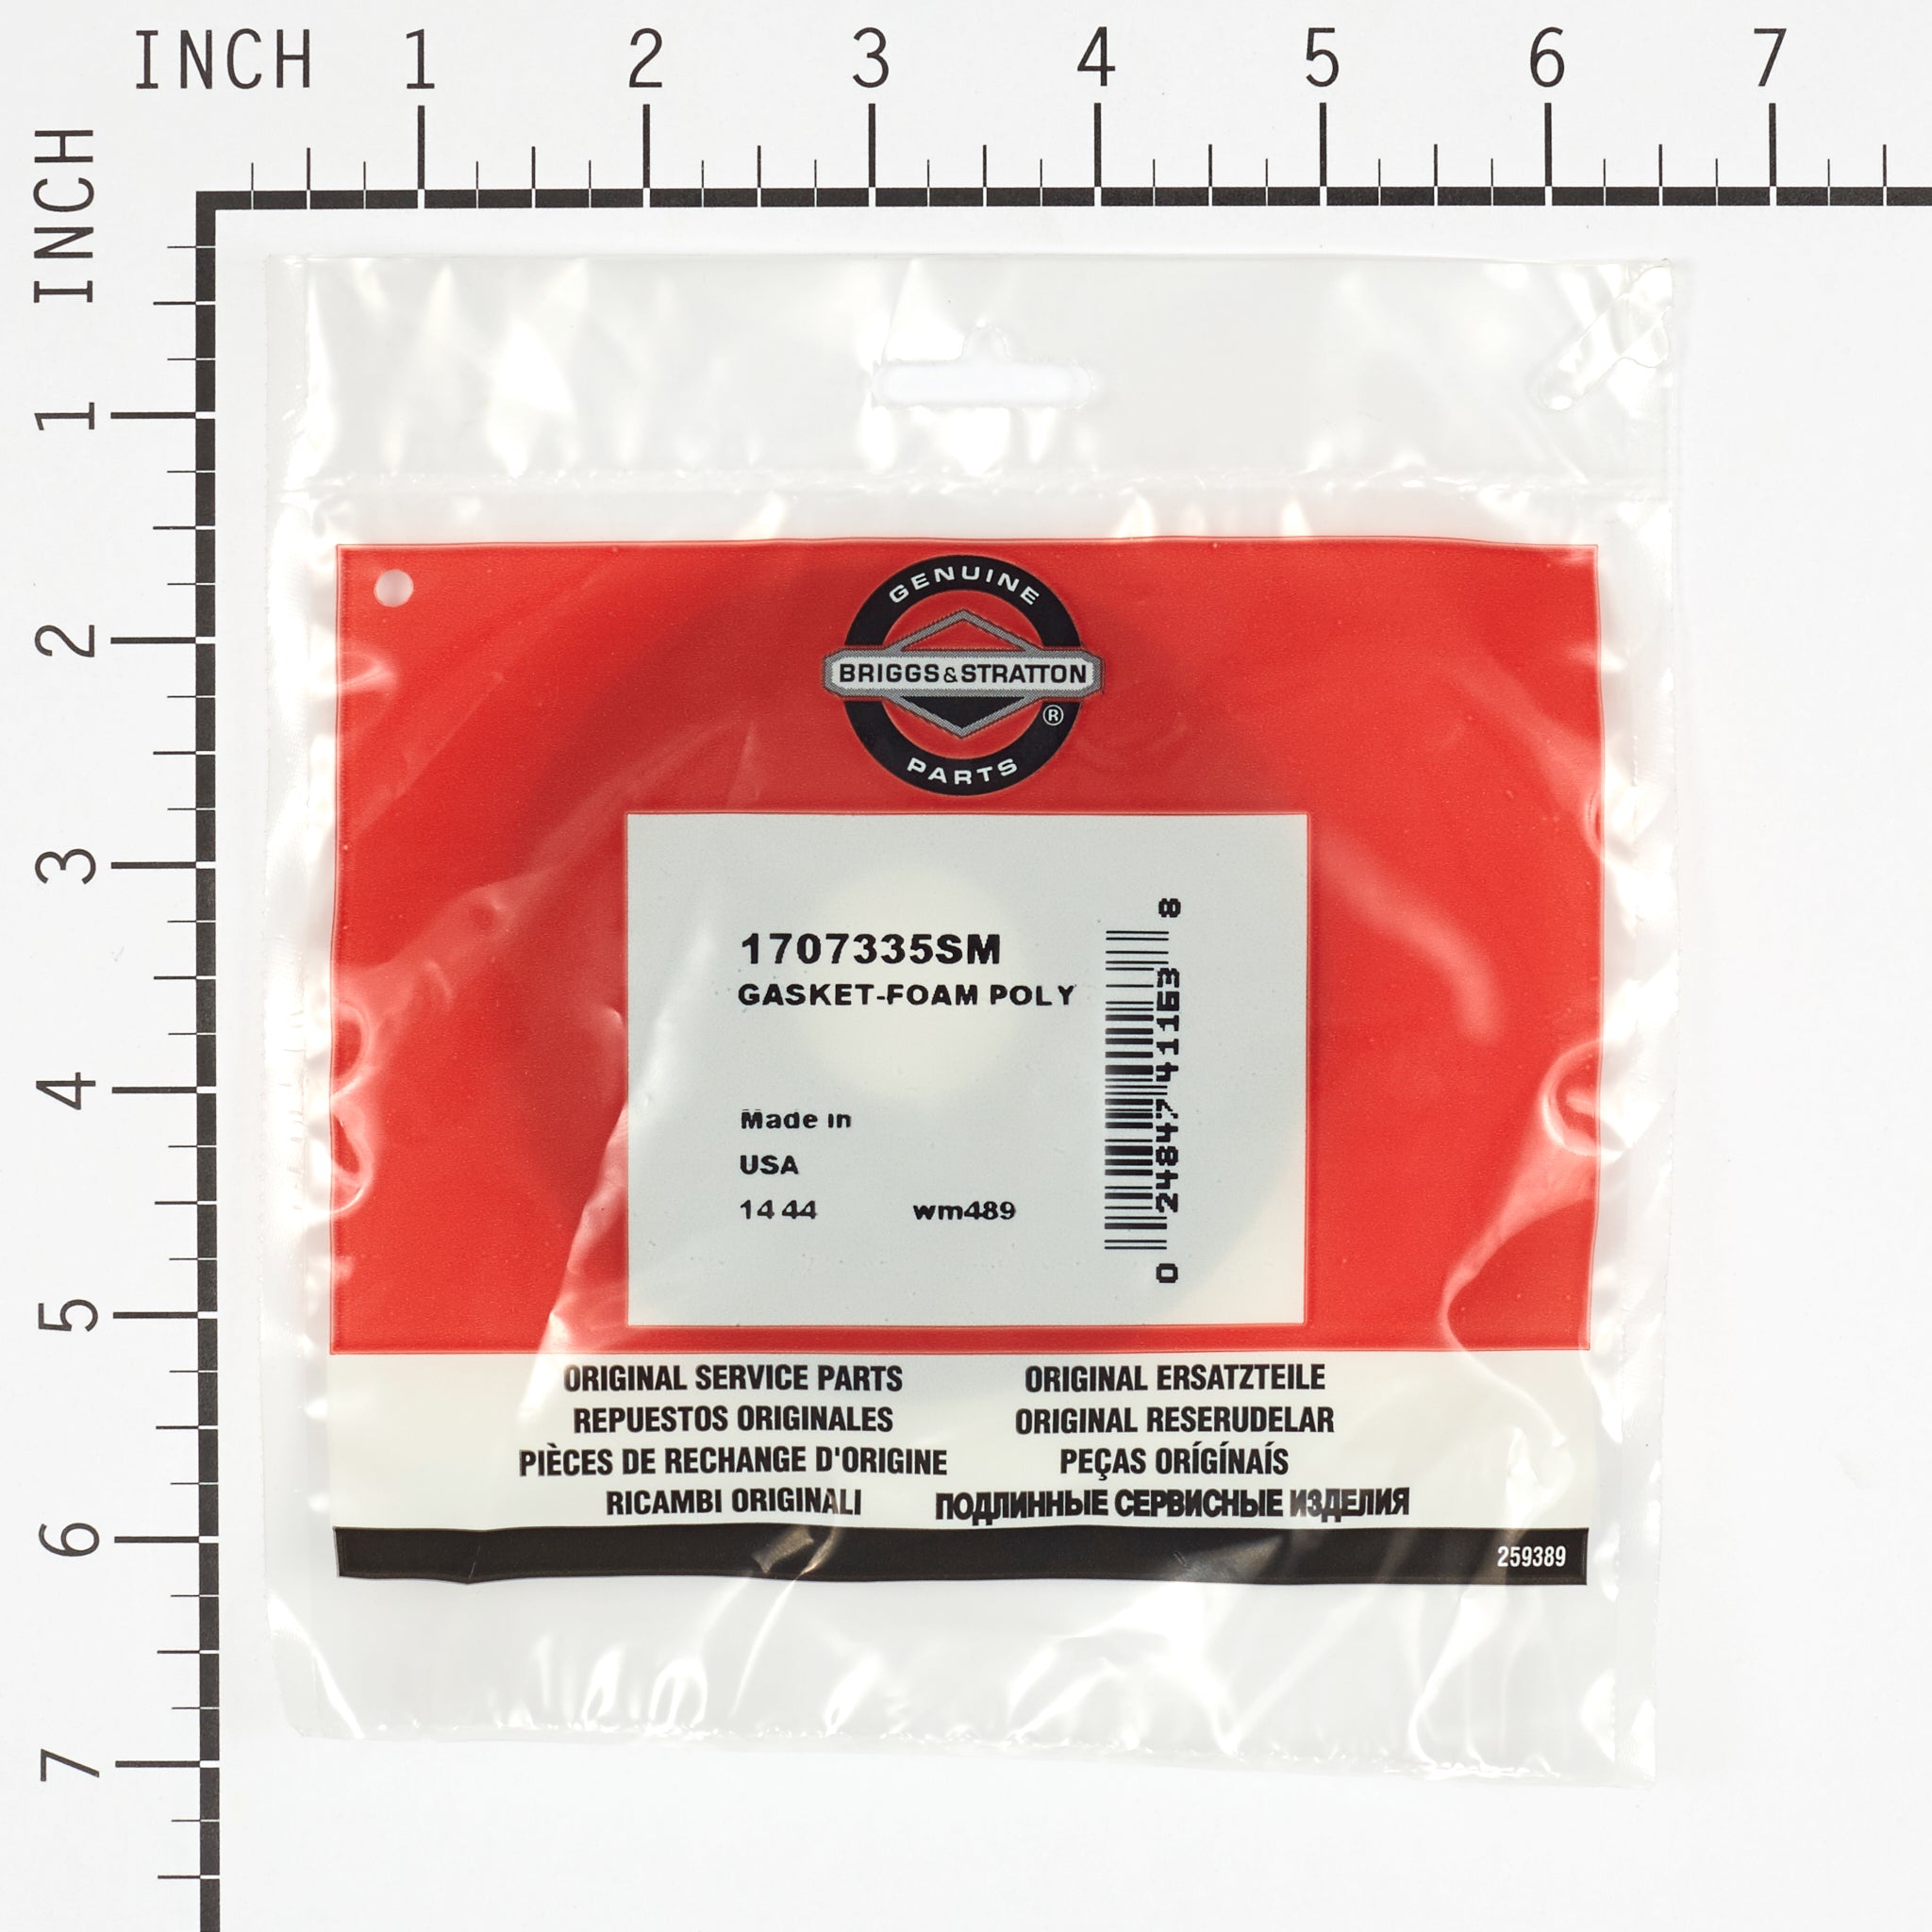 INCH 1 2 3 4 5 6 7
INCH 1 2 3 4 5 6 7
GENUINE
BRIGGS & STRATTON
®
PARTS
1707335SM
GASKET-FOAM POLY
Made in
USA
14 44 wm489
0 24847 41163 8
ORIGINAL SERVICE PARTS
REPUESTOS ORIGINALES
PIÈCES DE RECHANGE D'ORIGINE
RICAMBI ORIGINALI
ORIGINAL ERSATZTEILE
ORIGINAL RESERUDELAR
PEÇAS ORÍGÍNAÍS
ПОДЛИННЫЕ СЕРВИСНЫЕ ИЗДЕЛИЯ
259389